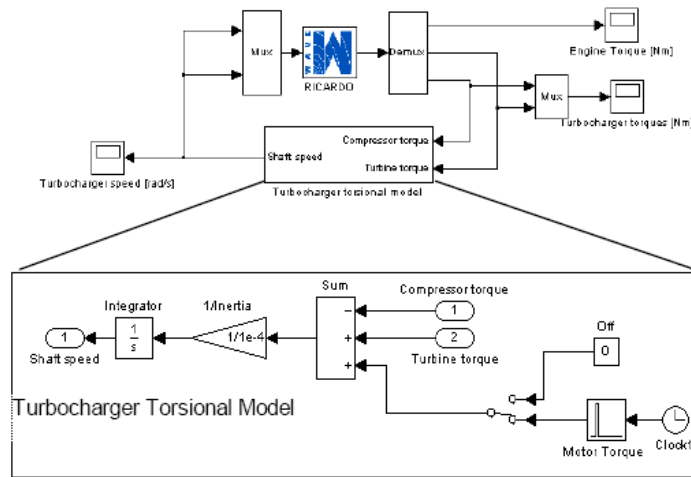 Mux
WAVE
RICARDO
Demux
Engine Torque [Nm]
Mux
Turbocharger torques [Nm]
Turbocharger speed [rad/s]
Shaft speed
Compressor torque
Turbine torque
Turbocharger torsional model
Integrator
1/Inertia
Sum
Compressor torque
1
Off
1
1
s
1/1e-4
−
+
+
2
0
Shaft speed
Turbine torque
Turbocharger Torsional Model
Motor Torque
Clock1